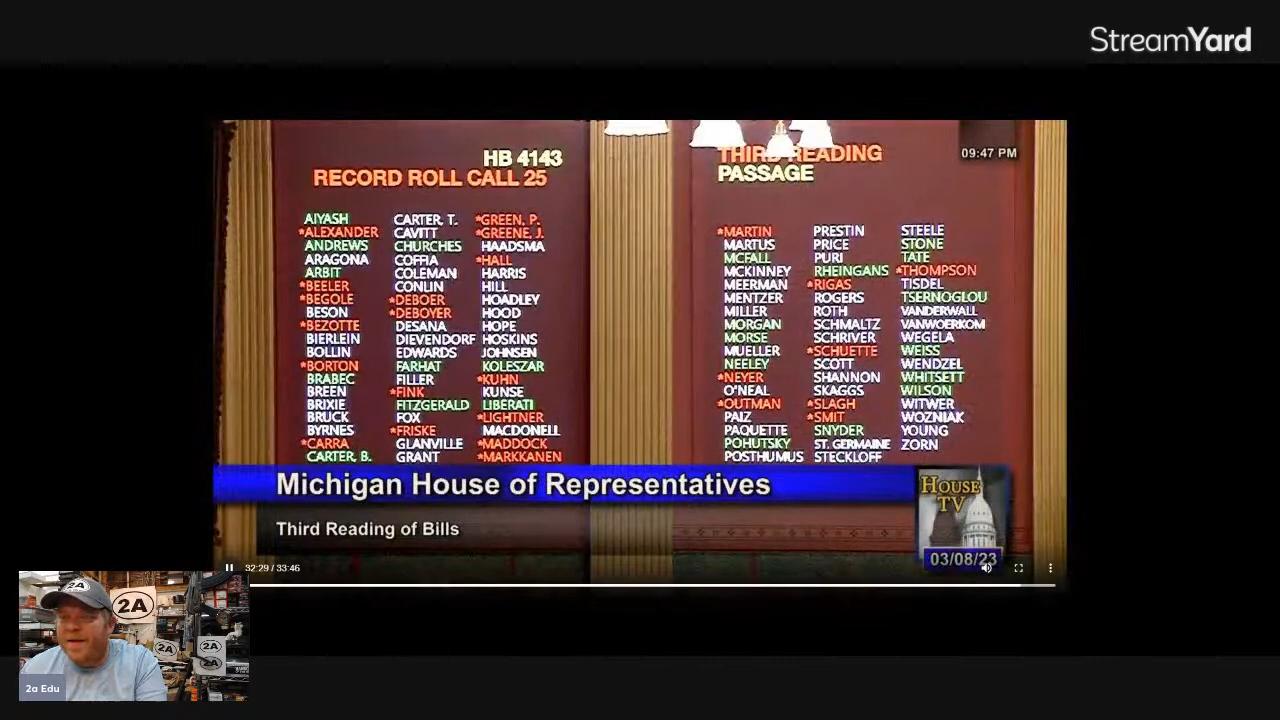 StreamYard
HB 4143
RECORD ROLL CALL 25
AIYASH CARTER, T. *GREEN, P.
*ALEXANDER CAVITT *GREENE, J.
ANDREWS CHURCHES HAADSMA
ARAGONA COFFIA *HALL
ARBIT COLEMAN HARRIS
*BEELER CONLIN HILL
*BEGOLE *DEBOER HOADLEY
BESON *DEBOYER HOOD
*BEZOTTE DESANA HOPE
BIERLEIN DIEVENDORF HOSKINS
BOLLIN EDWARDS JOHNSEN
*BORTON FARHAT KOLESZAR
BRABEC FILLER *KUHN
BREEN *FINK KUNSE
BRIXIE FITZGERALD LIBERATI
BRUCK FOX *LIGHTNER
BYRNES *FRISKE MACDONELL
*CARRA GLANVILLE *MADDOCK
CARTER, B. GRANT *MARKKANEN
THIRD READING
PASSAGE
09:47 PM
*MARTIN PRESTIN STEELE
MARTUS PRICE STONE
MCFALL PURI TATE
MCKINNEY RHEINGANS *THOMPSON
MEERMAN *RIGAS TISDEL
MENTZER ROGERS TSERNOGLOU
MILLER ROTH VANDERWALL
MORGAN SCHMALTZ VANWOERKOM
MORSE SCHRIVER WEGELA
MUELLER *SCHUETTE WEISS
NEELEY SCOTT WENDZEL
*NEYER SHANNON WHITSETT
O'NEAL SKAGGS WILSON
*OUTMAN *SLAGH WITWER
PAIZ *SMIT WOZNIAK
PAQUETTE SNYDER YOUNG
POHUTSKY ST. GERMAINE ZORN
POSTHUMUS STECKLOFF
Michigan House of Representatives
Third Reading of Bills
HOUSE
TV
03/08/23
32:29 / 33:46
2A
2A
2A
2A
2A
2a Edu